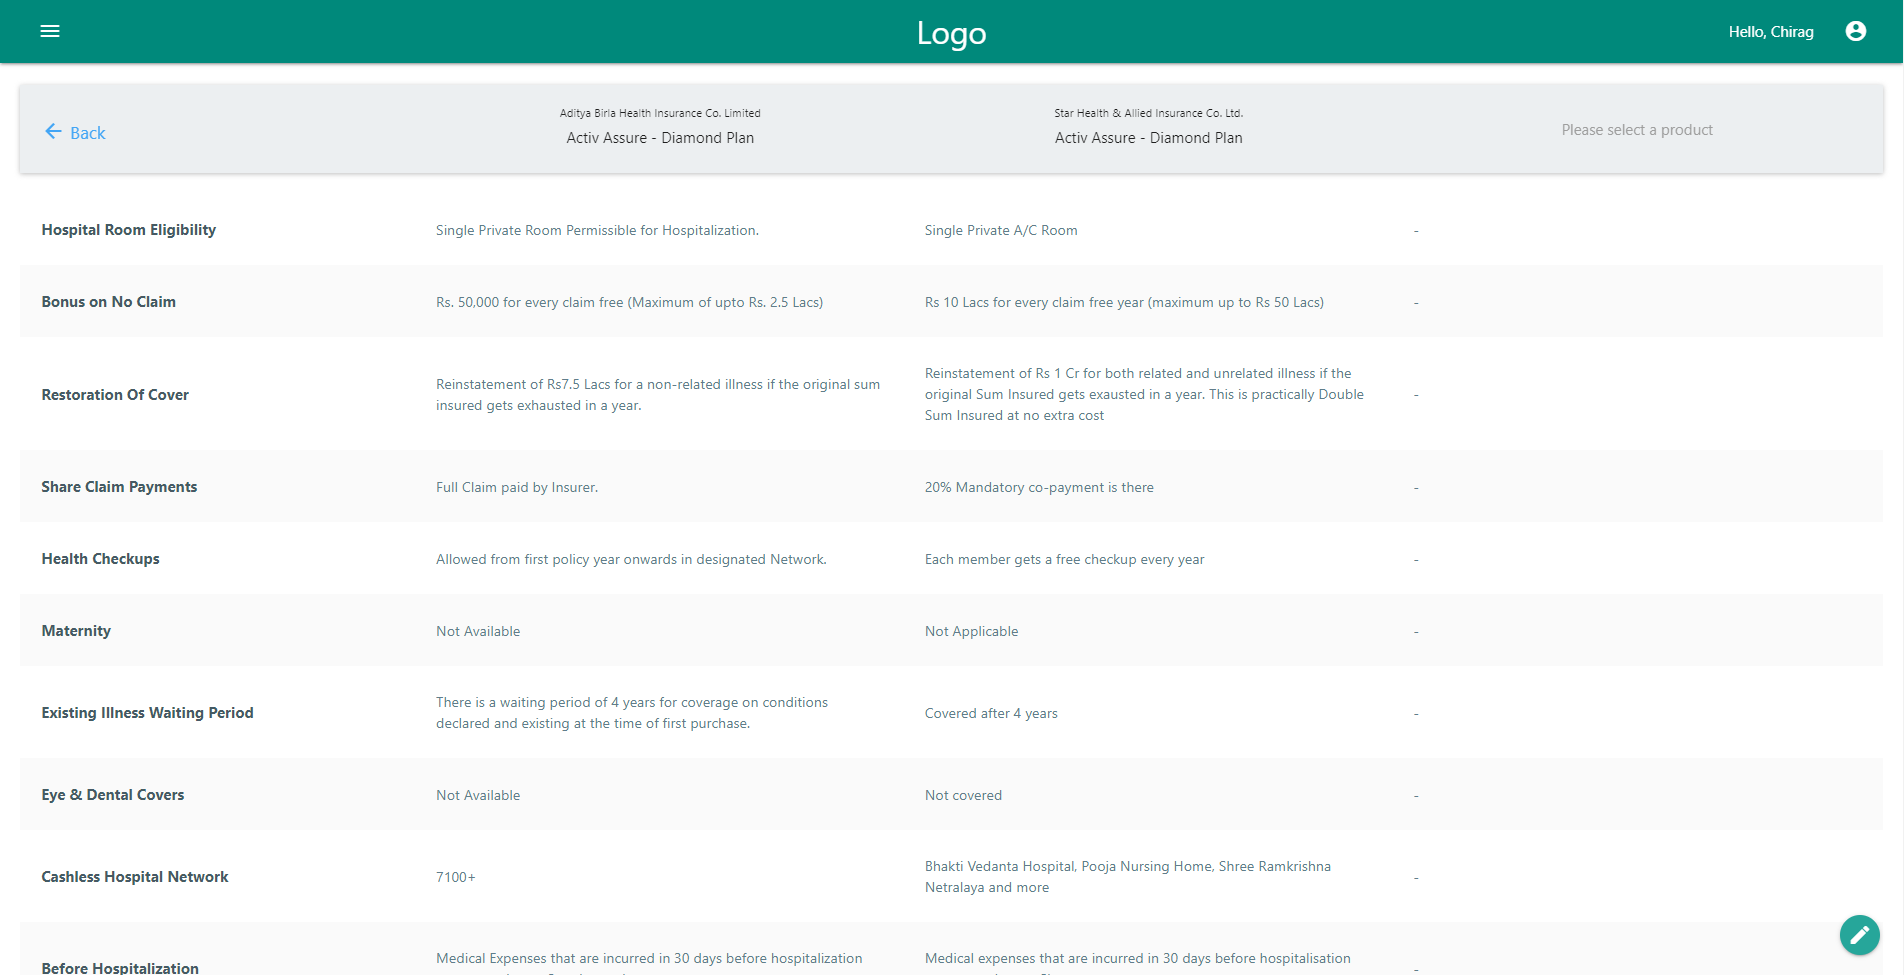 Logo
Hello, Chirag
Back
Aditya Birla Health Insurance Co. Limited
Activ Assure - Diamond Plan
Star Health & Allied Insurance Co. Ltd.
Activ Assure - Diamond Plan
Please select a product
Hospital Room Eligibility
Single Private Room Permissible for Hospitalization.
Single Private A/C Room
-
Bonus on No Claim
Rs. 50,000 for every claim free (Maximum of upto Rs. 2.5 Lacs)
Rs 10 Lacs for every claim free year (maximum up to Rs 50 Lacs)
-
Restoration Of Cover
Reinstatement of Rs7.5 Lacs for a non-related illness if the original sum
insured gets exhausted in a year.
Reinstatement of Rs 1 Cr for both related and unrelated illness if the
original Sum Insured gets exausted in a year. This is practically Double
Sum Insured at no extra cost
-
Share Claim Payments
Full Claim paid by Insurer.
20% Mandatory co-payment is there
-
Health Checkups
Allowed from first policy year onwards in designated Network.
Each member gets a free checkup every year
-
Maternity
Not Available
Not Applicable
-
Existing Illness Waiting Period
There is a waiting period of 4 years for coverage on conditions
declared and existing at the time of first purchase.
Covered after 4 years
-
Eye & Dental Covers
Not Available
Not covered
-
Cashless Hospital Network
7100+
Bhakti Vedanta Hospital, Pooja Nursing Home, Shree Ramkrishna
Netralaya and more
-
Before Hospitalization
Medical Expenses that are incurred in 30 days before hospitalization
Medical expenses that are incurred in 30 days before hospitalisation
-